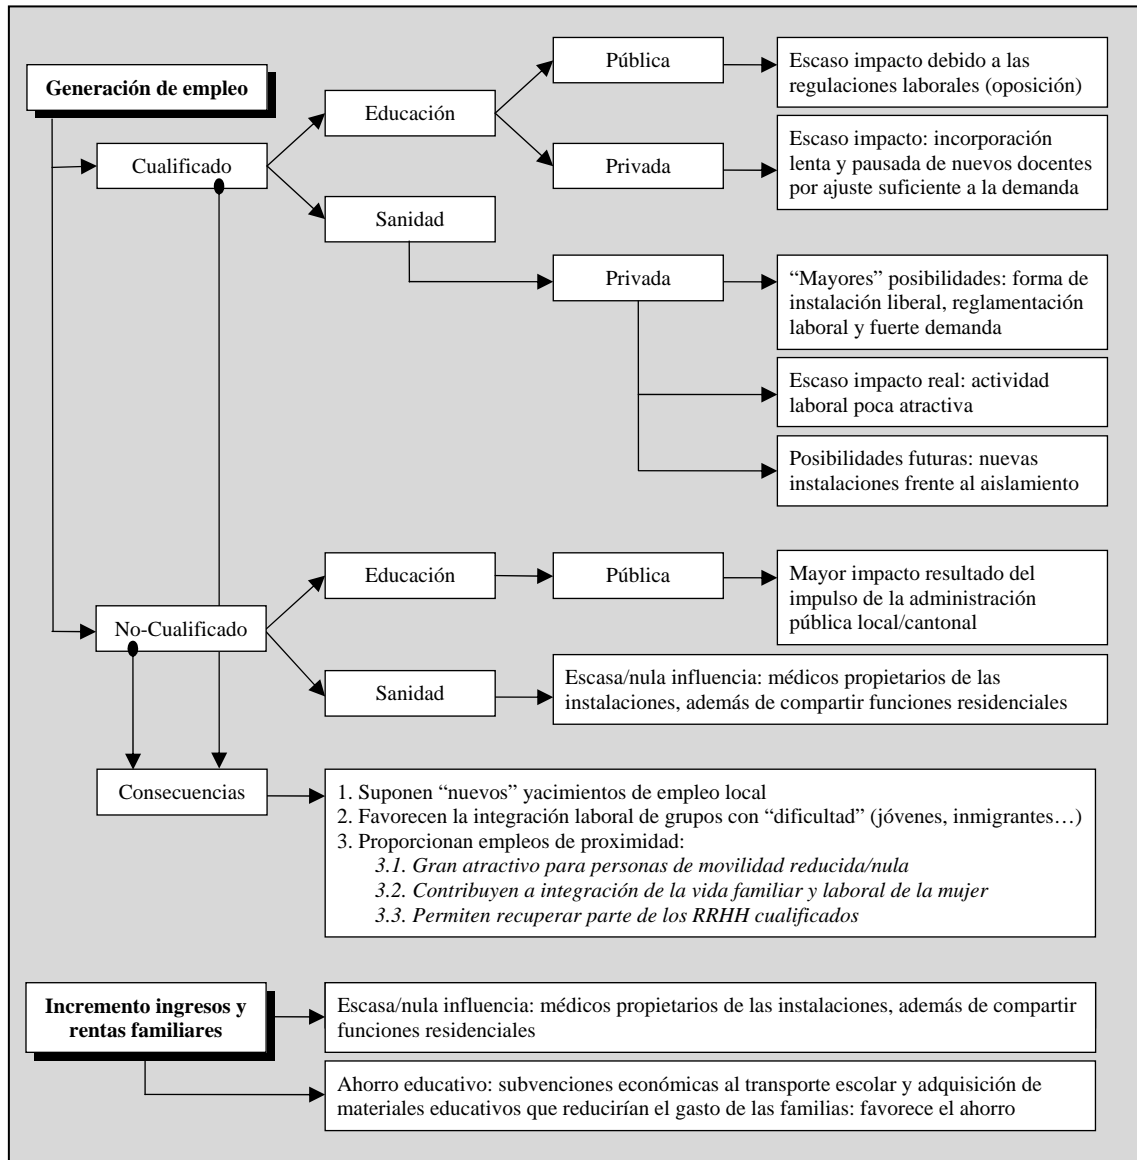 Generación de empleo
Cualificado
Educación
Pública
Escaso impacto debido a las
regulaciones laborales (oposición)
Privada
Escaso impacto: incorporación
lenta y pausada de nuevos docentes
por ajuste suficiente a la demanda
Sanidad
Privada
“Mayores” posibilidades: forma de
instalación liberal, reglamentación
laboral y fuerte demanda
Escaso impacto real: actividad
laboral poca atractiva
Posibilidades futuras: nuevas
instalaciones frente al aislamiento
No-Cualificado
Educación
Pública
Mayor impacto resultado del
impulso de la administración
pública local/cantonal
Sanidad
Escasa/nula influencia: médicos propietarios de las
instalaciones, además de compartir funciones residenciales
Consecuencias
1. Suponen “nuevos” yacimientos de empleo local
2. Favorecen la integración laboral de grupos con “dificultad” (jóvenes, inmigrantes…)
3. Proporcionan empleos de proximidad:
3.1. Gran atractivo para personas de movilidad reducida/nula
3.2. Contribuyen a integración de la vida familiar y laboral de la mujer
3.3. Permiten recuperar parte de los RRHH cualificados
Incremento ingresos y
rentas familiares
Escasa/nula influencia: médicos propietarios de las instalaciones, además de compartir
funciones residenciales
Ahorro educativo: subvenciones económicas al transporte escolar y adquisición de
materiales educativos que reducirían el gasto de las familias: favorece el ahorro